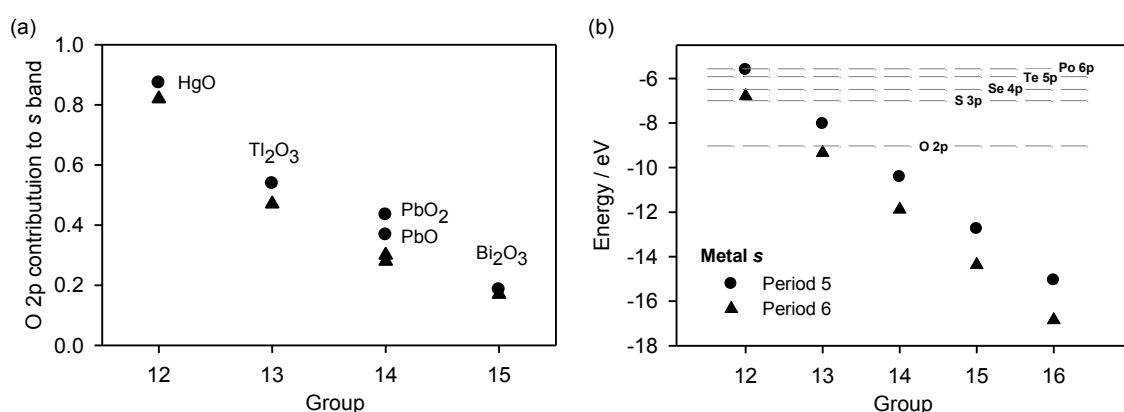 (a)
O 2p contributuion to s band
1.0
0.8
0.6
0.4
0.2
0.0
HgO
Tl2O3
PbO2
PbO
Bi2O3
12 13 14 15
Group
(b)
Energy / eV
-6
-8
-10
-12
-14
-16
-18
Po 6p
Te 5p
Se 4p
S 3p
O 2p
Metal s
Period 5
Period 6
12 13 14 15 16
Group